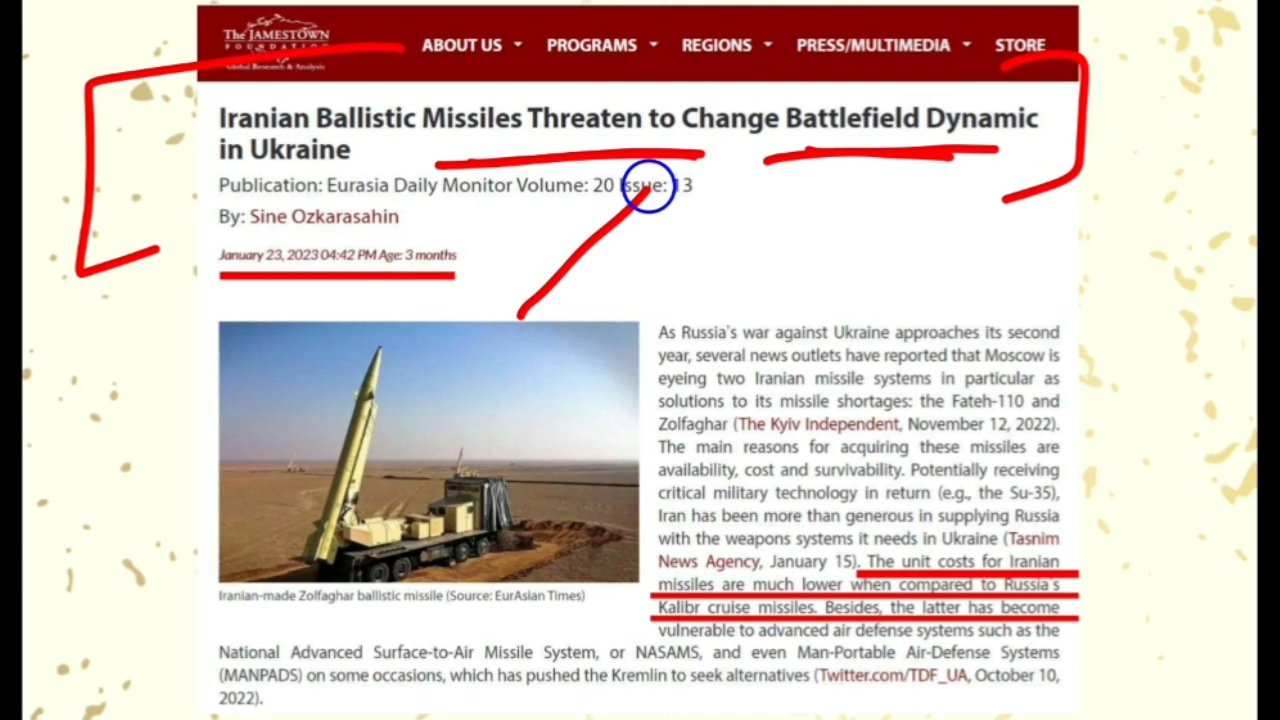 The JAMESTOWN
FOUNDATION
Global Research & Analysis
ABOUT US PROGRAMS REGIONS PRESS/MULTIMEDIA STORE
Iranian Ballistic Missiles Threaten to Change Battlefield Dynamic
in Ukraine
Publication: Eurasia Daily Monitor Volume: 20 Issue: 13
By: Sine Ozkarasahin
January 23, 2023 04:42 PM Age: 3 months
As Russia's war against Ukraine approaches its second
year, several news outlets have reported that Moscow is
eyeing two Iranian missile systems in particular as
solutions to its missile shortages: the Fateh-110 and
Zolfaghar (The Kyiv Independent, November 12, 2022).
The main reasons for acquiring these missiles are
availability, cost and survivability. Potentially receiving
critical military technology in return (e.g., the Su-35),
Iran has been more than generous in supplying Russia
with the weapons systems it needs in Ukraine (Tasnim
News Agency, January 15). The unit costs for Iranian
missiles are much lower when compared to Russia's
Kalibr cruise missiles. Besides, the latter has become
vulnerable to advanced air defense systems such as the
National Advanced Surface-to-Air Missile System, or NASAMS, and even Man-Portable Air-Defense Systems
(MANPADS) on some occasions, which has pushed the Kremlin to seek alternatives (Twitter.com/TDF_UA, October 10,
2022).
Iranian-made Zolfaghar ballistic missile (Source: EurAsian Times)